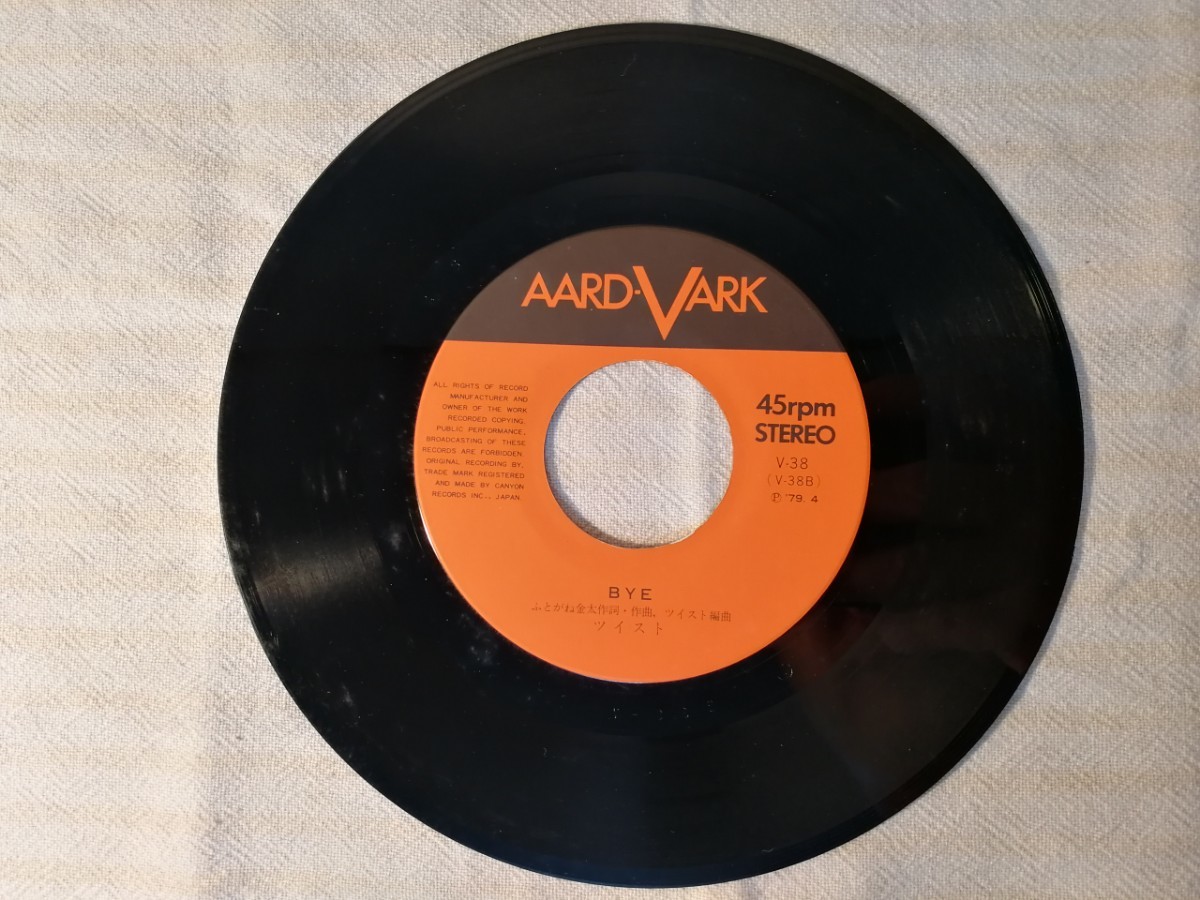 AARD-VARK
ALL RIGHTS OF RECORD
MANUFACTURER AND
OWNER OF THE WORK
RECORDED COPYING,
PUBLIC PERFORMANCE,
BROADCASTING OF THESE
RECORDS ARE FORBIDDEN.
ORIGINAL RECORDING BY,
TRADE MARK REGISTERED
AND MADE BY CANYON
RECORDS INC., JAPAN.
45rpm
STEREO
V-38
(V-38B)
Ⓟ '79. 4
BYE
ふとがね金太作詞・作曲。ツイスト編曲
ツイスト